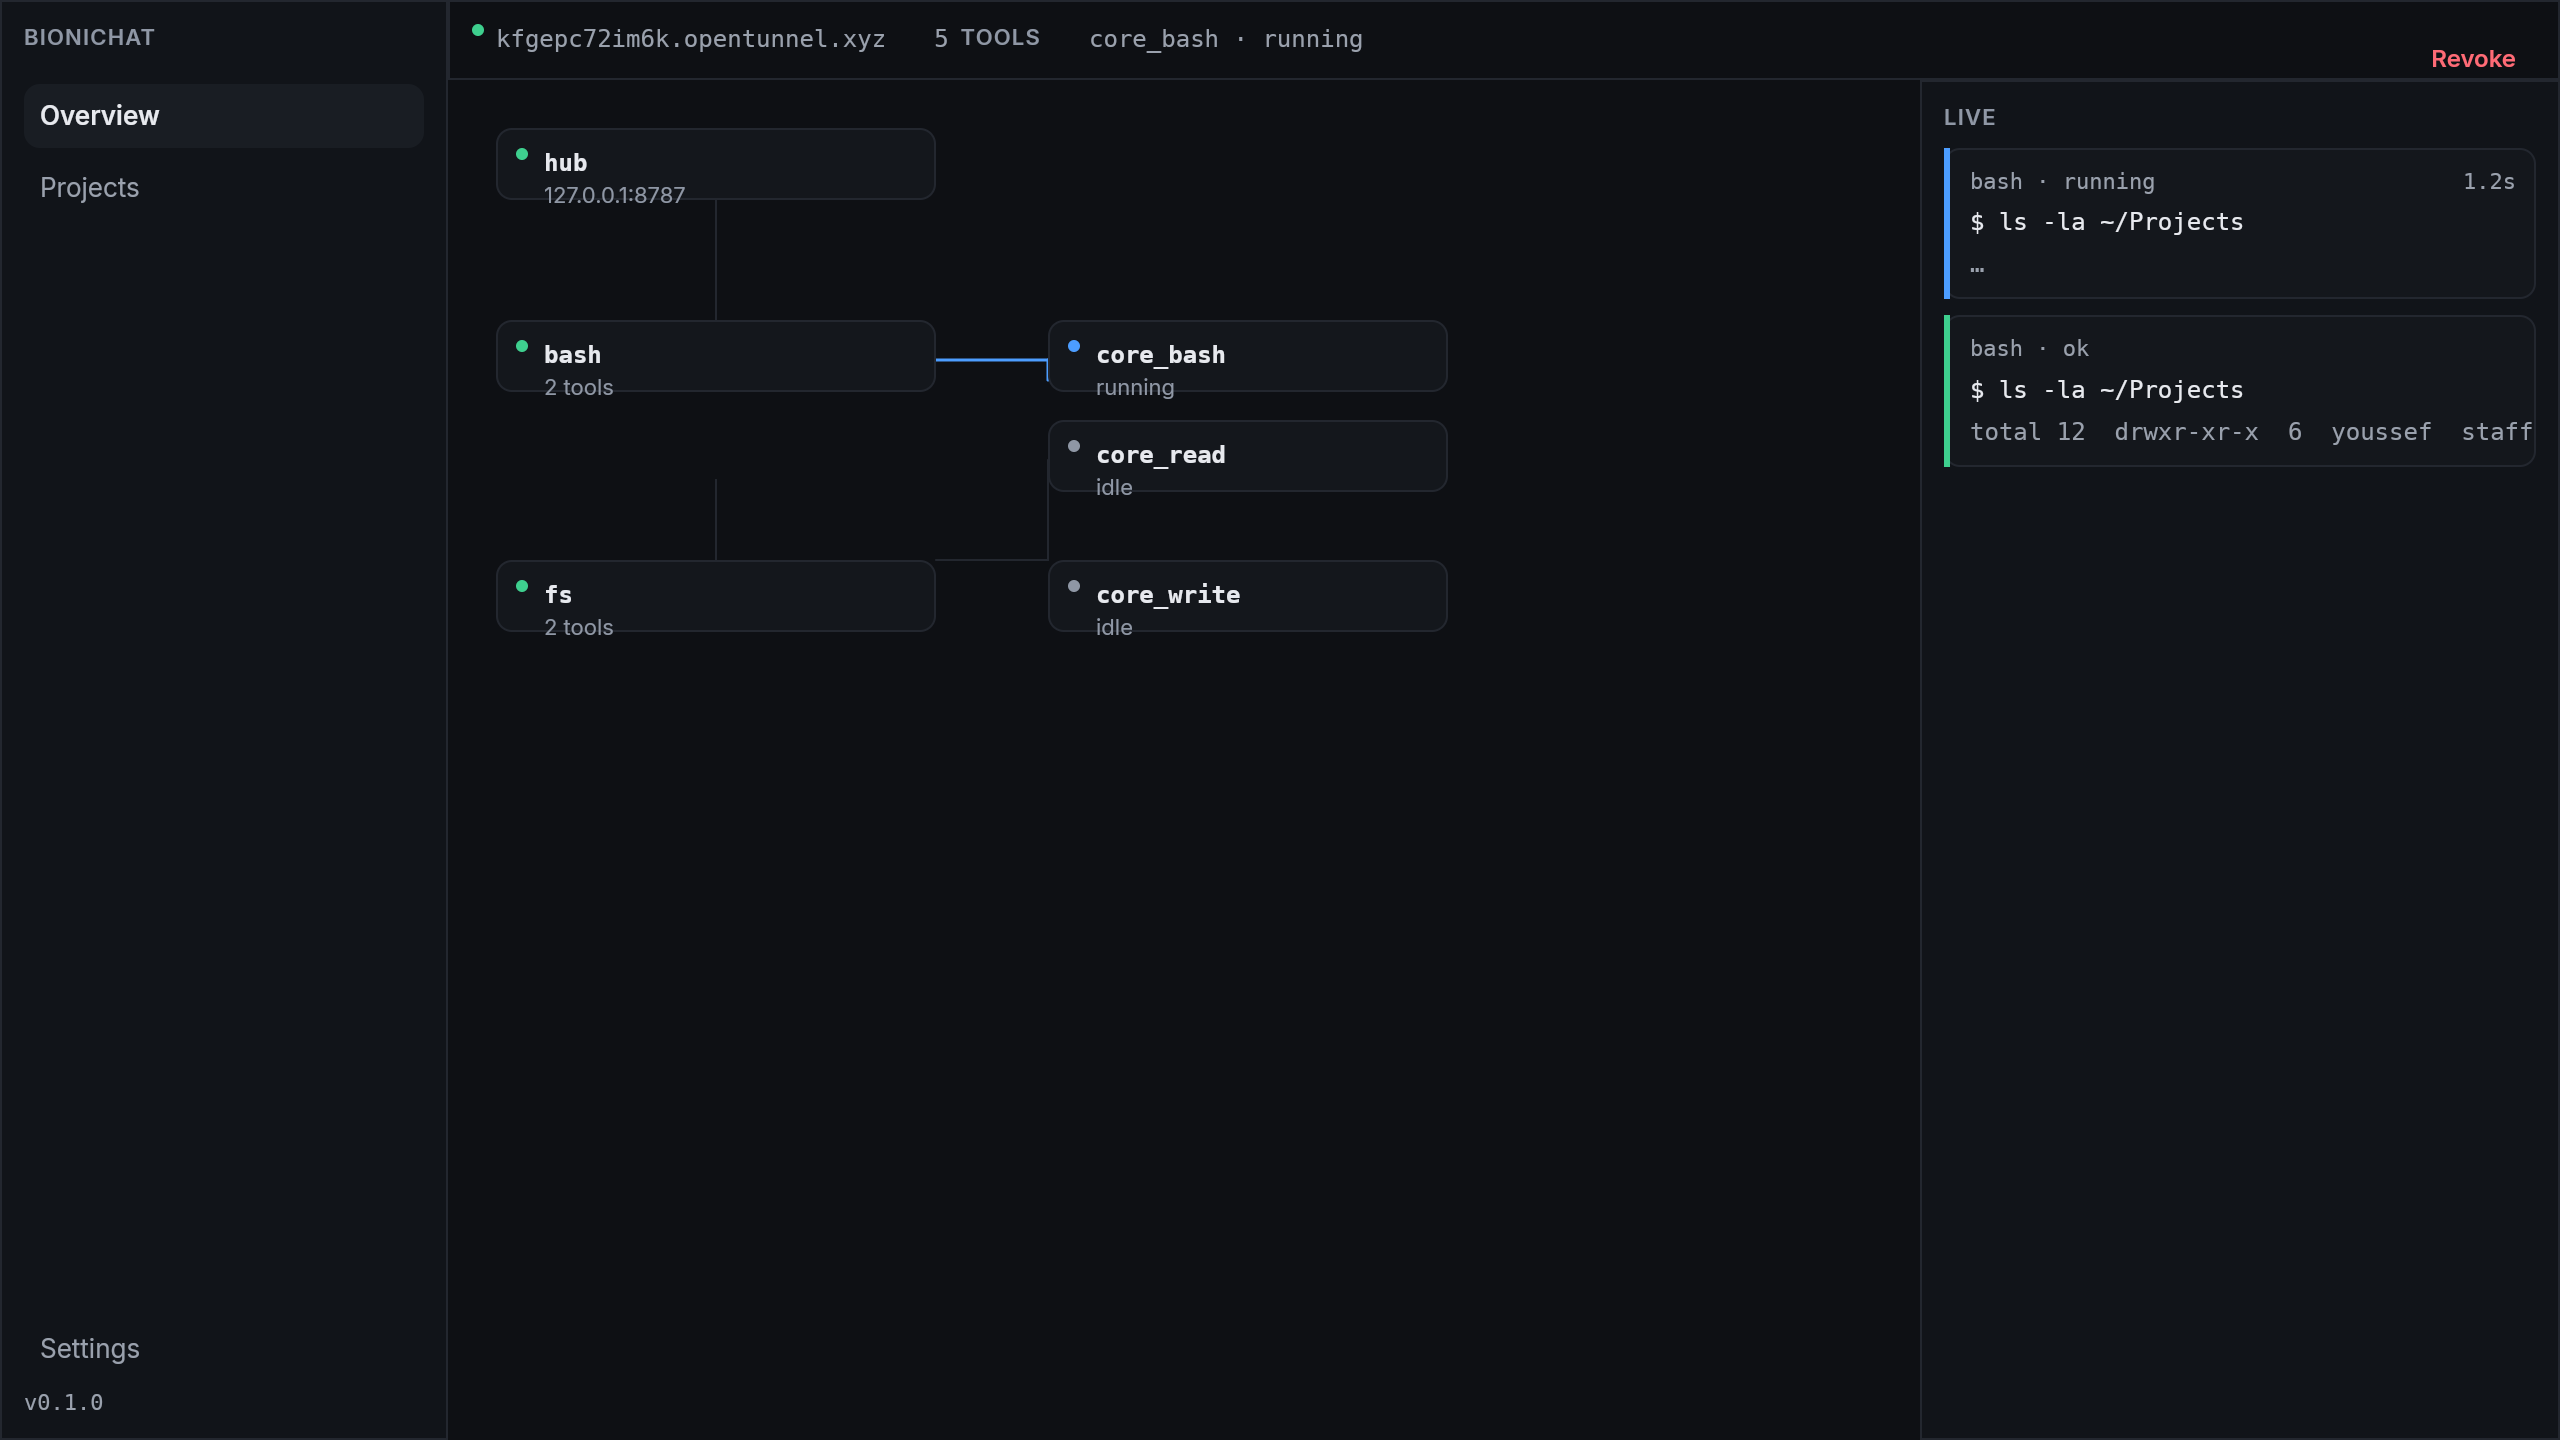 BIONICHAT
Overview
Projects
Settings
v0.1.0
kfgepc72im6k.opentunnel.xyz 5 TOOLS core_bash · running
Revoke
hub
127.0.0.1:8787
bash
2 tools
core_bash
running
core_read
idle
fs
2 tools
core_write
idle
LIVE
bash · running 1.2s
$ ls -la ~/Projects
…
bash · ok
$ ls -la ~/Projects
total 12 drwxr-xr-x 6 youssef staff